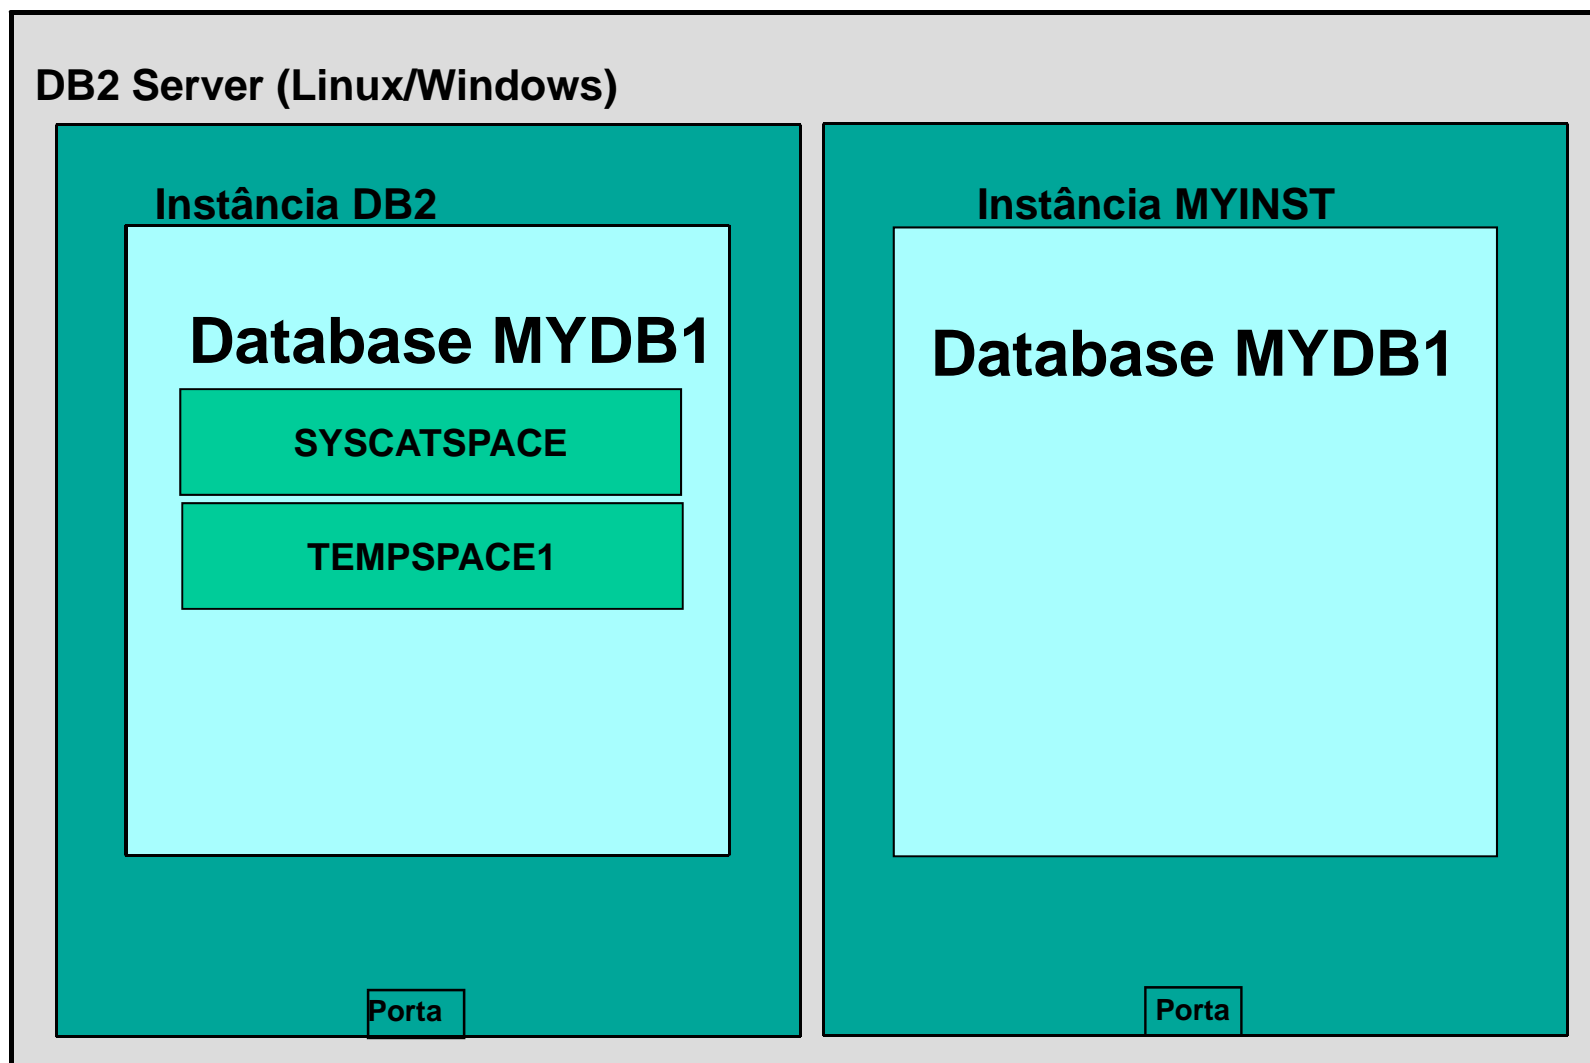 DB2 Server (Linux/Windows)
Instância DB2
Database MYDB1
SYSCATSPACE
TEMPSPACE1
Porta
Instância MYINST
Database MYDB1
Porta